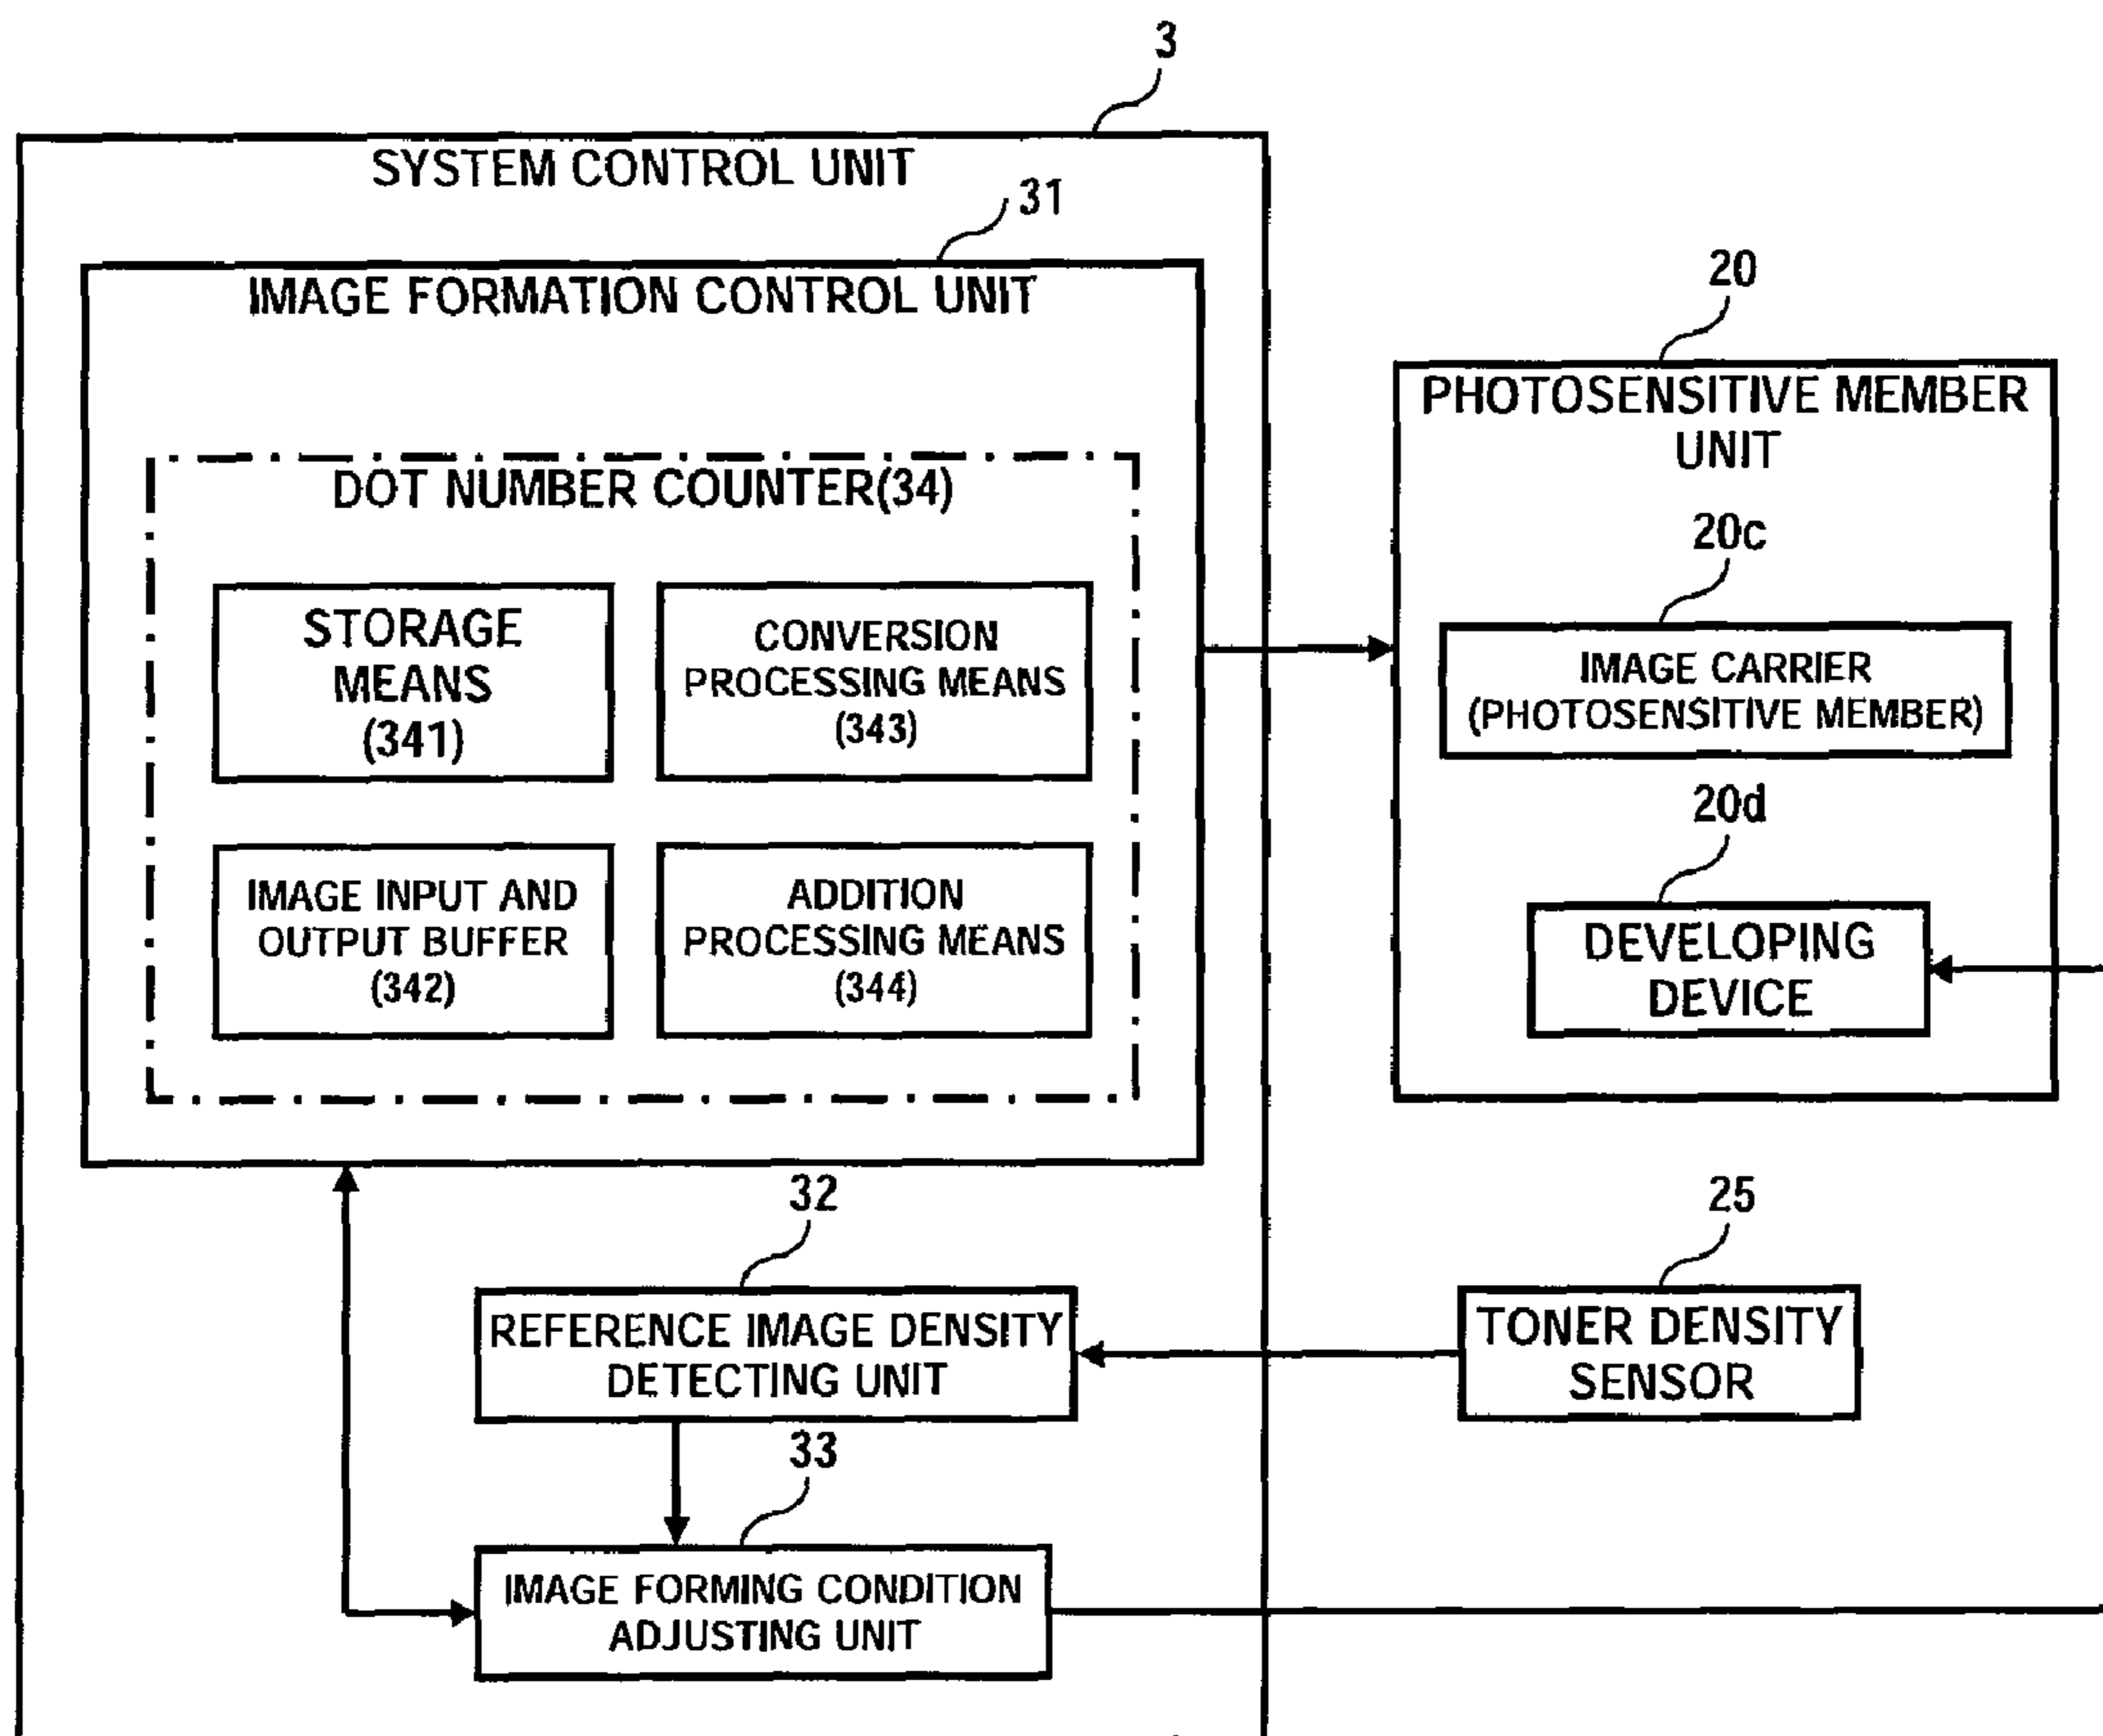 3
SYSTEM CONTROL UNIT
31
IMAGE FORMATION CONTROL UNIT
DOT NUMBER COUNTER(34)
STORAGE
MEANS
(341)
CONVERSION
PROCESSING MEANS
(343)
IMAGE INPUT AND
OUTPUT BUFFER
(342)
ADDITION
PROCESSING MEANS
(344)
20
PHOTOSENSITIVE MEMBER
UNIT
20c
IMAGE CARRIER
(PHOTOSENSITIVE MEMBER)
20d
DEVELOPING
DEVICE
32
REFERENCE IMAGE DENSITY
DETECTING UNIT
25
TONER DENSITY
SENSOR
33
IMAGE FORMING CONDITION
ADJUSTING UNIT